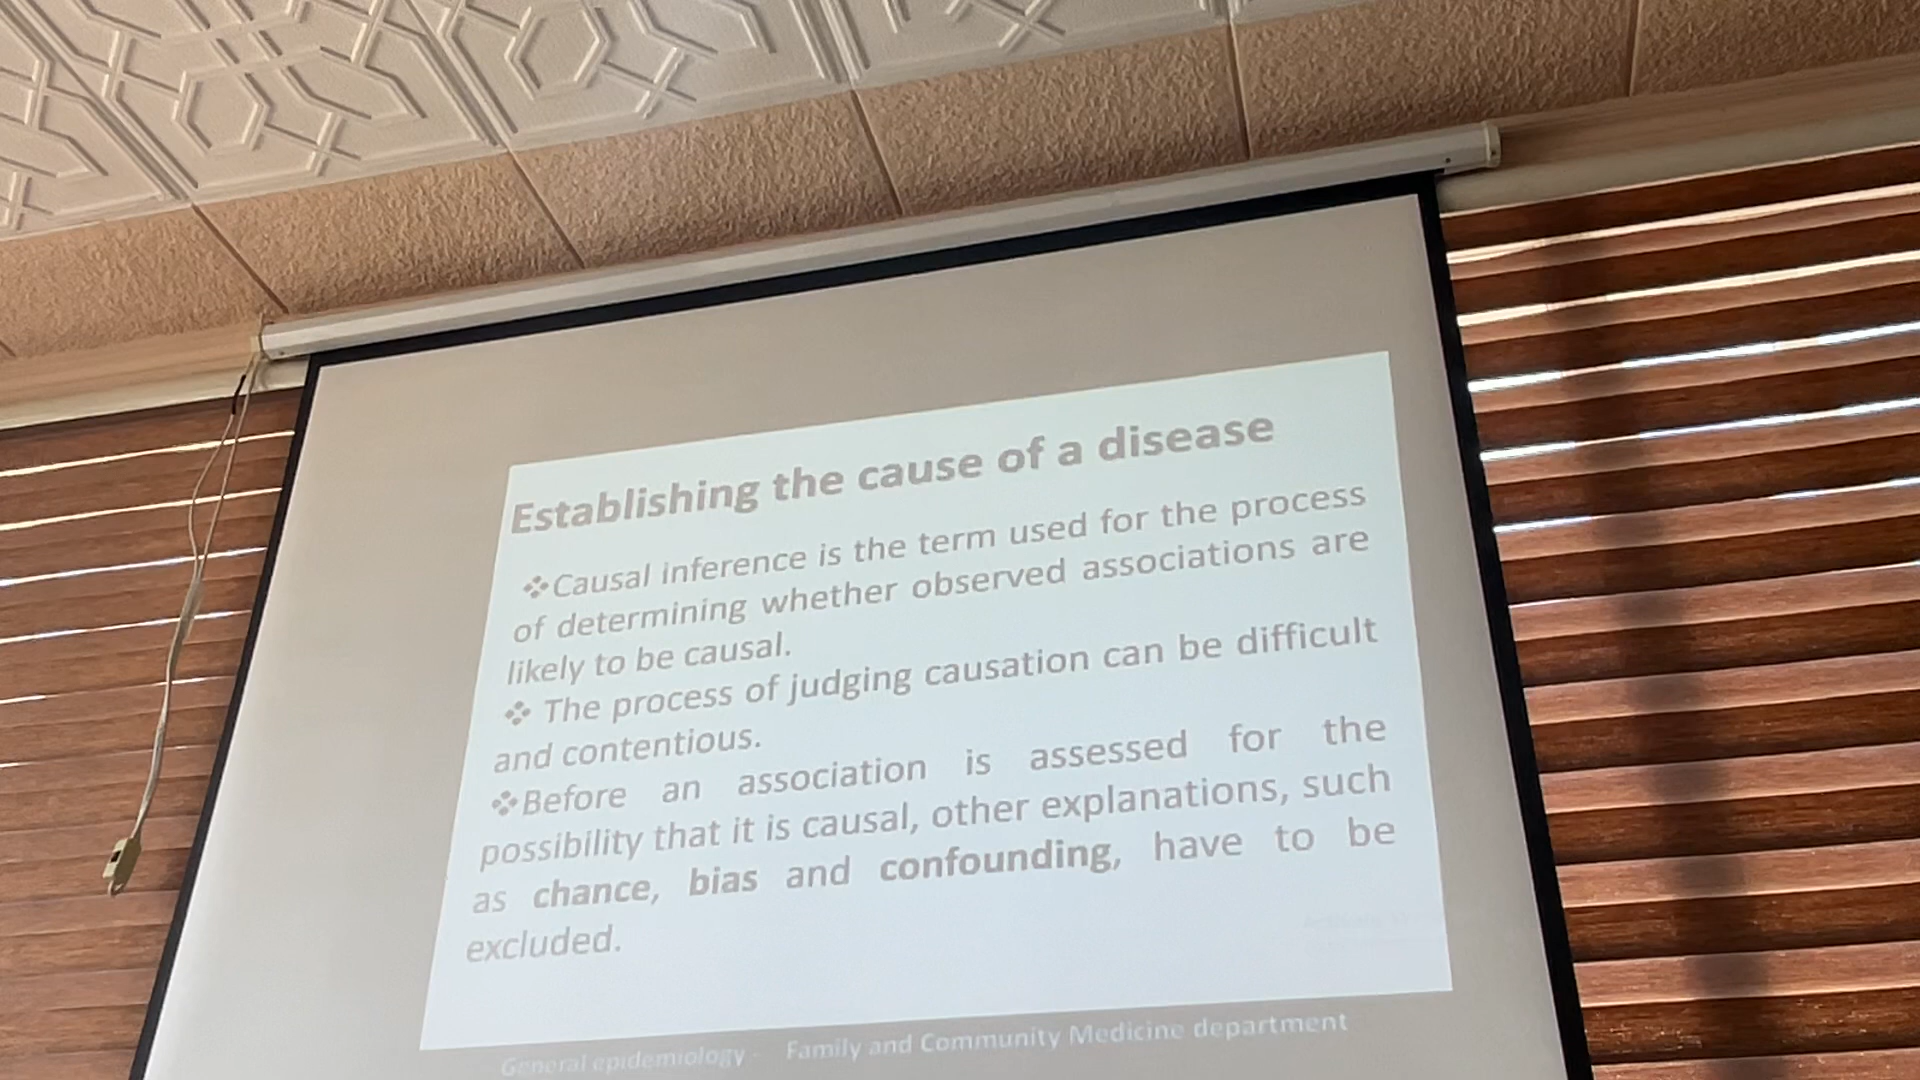 Establishing the cause of a disease
❖Causal inference is the term used for the process
of determining whether observed associations are
likely to be causal.
❖ The process of judging causation can be difficult
and contentious.
❖Before an association is assessed for the
possibility that it is causal, other explanations, such
as chance, bias and confounding, have to be
excluded.
General epidemiology - Family and Community Medicine department